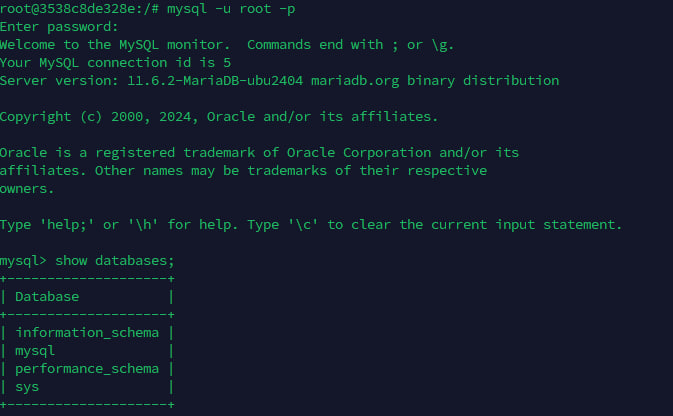 root@3538c8de328e:/# mysql -u root -p
Enter password:
Welcome to the MySQL monitor.  Commands end with ; or \g.
Your MySQL connection id is 5
Server version: 11.6.2-MariaDB-ubu2404 mariadb.org binary distribution

Copyright (c) 2000, 2024, Oracle and/or its affiliates.

Oracle is a registered trademark of Oracle Corporation and/or its
affiliates. Other names may be trademarks of their respective
owners.

Type 'help;' or '\h' for help. Type '\c' to clear the current input statement.

mysql> show databases;
+--------------------+
| Database           |
+--------------------+
| information_schema |
| mysql              |
| performance_schema |
| sys                |
+--------------------+